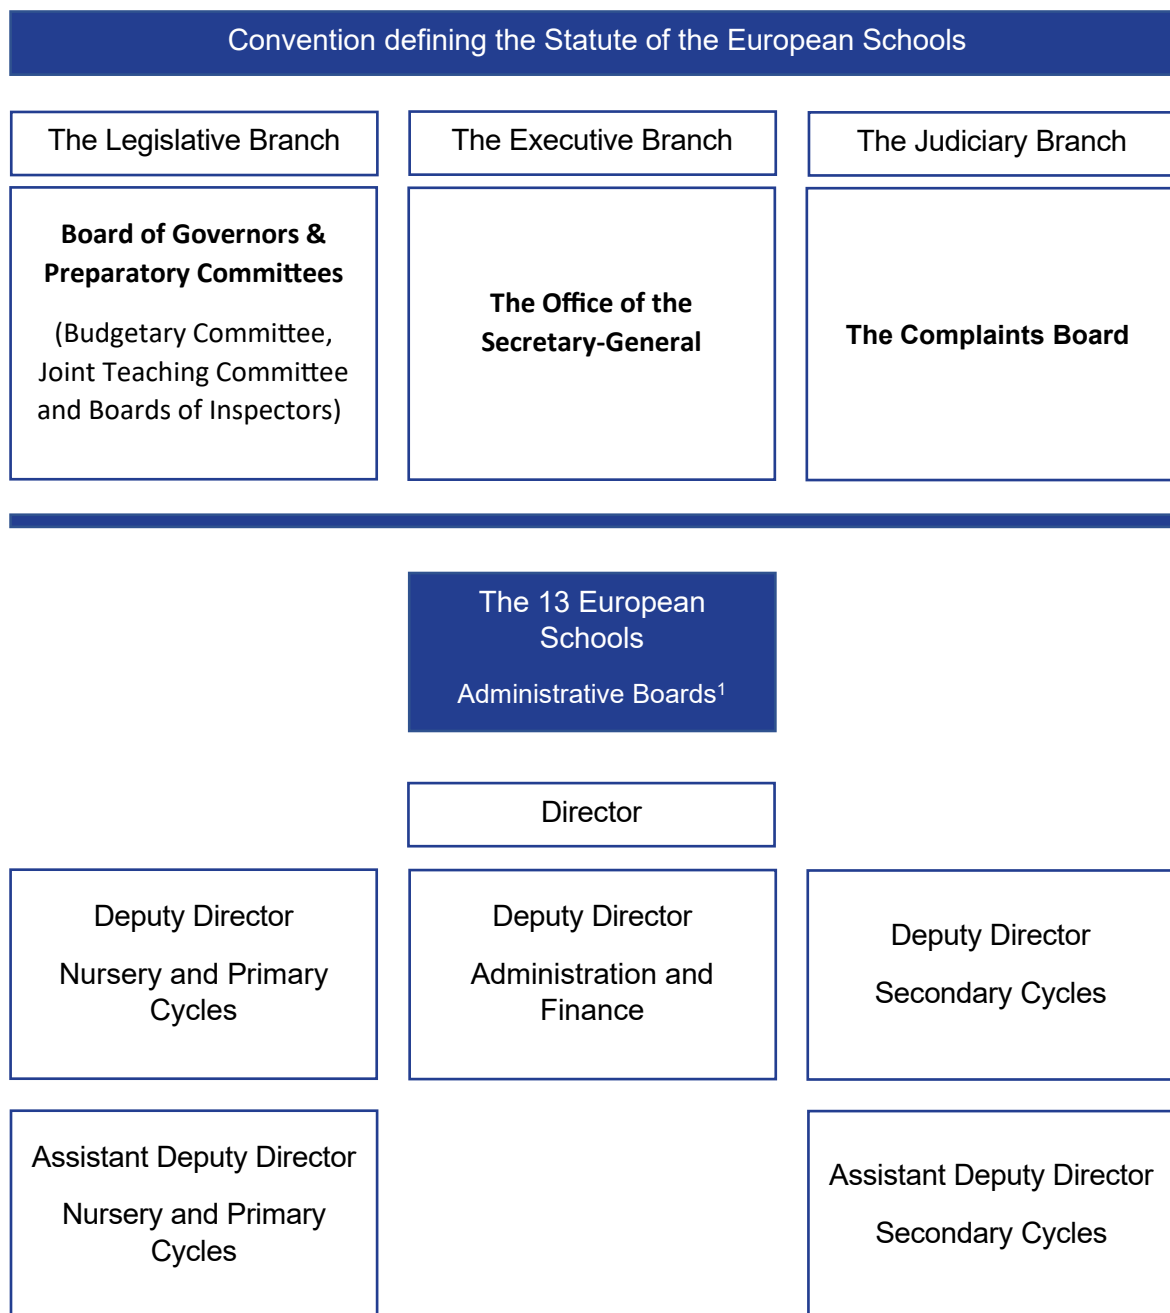 Convention defining the Statute of the European Schools
The Legislative Branch
The Executive Branch
The Judiciary Branch
Board of Governors &
Preparatory Committees
(Budgetary Committee,
Joint Teaching Committee
and Boards of Inspectors)
The Office of the
Secretary-General
The Complaints Board
The 13 European
Schools
Administrative Boards¹
Director
Deputy Director
Nursery and Primary
Cycles
Deputy Director
Administration and
Finance
Deputy Director
Secondary Cycles
Assistant Deputy Director
Nursery and Primary
Cycles
Assistant Deputy Director
Secondary Cycles